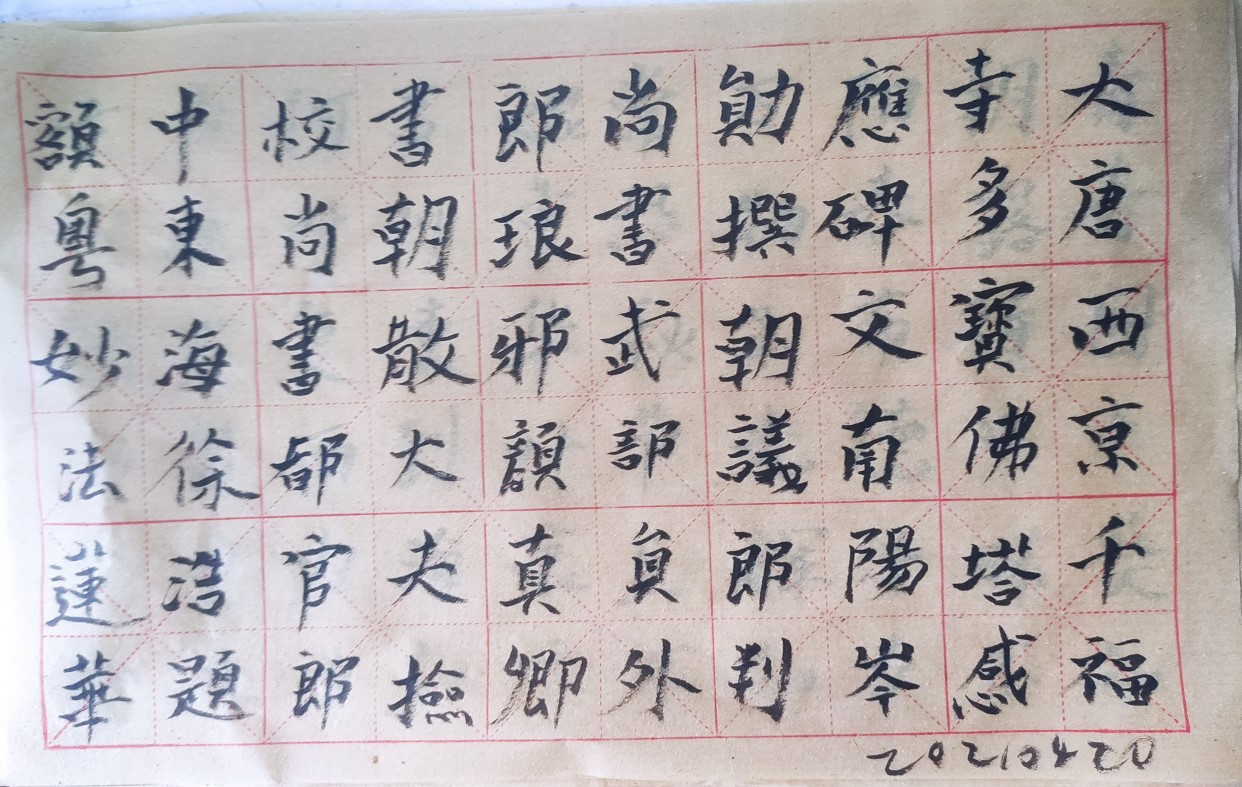 大唐西京千福
寺多寶佛塔感
應碑文南陽岑
勛撰朝議郎判
尚書武部員外
郎琅邪顏真卿
書朝散大夫撿
校尚書都官郎
中東海徐浩題
額粵妙法蓮華
20210420